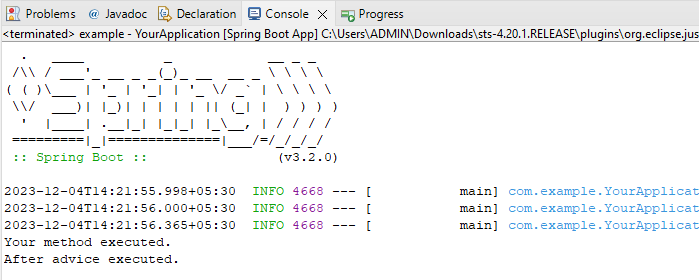 Problems @ Javadoc Declaration Console × Progress
<terminated> example - YourApplication [Spring Boot App] C:\Users\ADMIN\Downloads\sts-4.20.1.RELEASE\plugins\org.eclipse.jus
  .   ____          _            __ _ _
 /\\ / ___'_ __ _ _(_)_ __  __ _ \ \ \ \
( ( )\___ | '_ | '_| | '_ \/ _` | \ \ \ \
 \\/  ___)| |_)| | | | | || (_| |  ) ) ) )
  '  |____| .__|_| |_|_| |_\__, | / / / /
 =========|_|==============|___/=/_/_/_/
 :: Spring Boot ::                (v3.2.0)
2023-12-04T14:21:55.998+05:30  INFO 4668 --- [           main] com.example.YourApplicat
2023-12-04T14:21:56.000+05:30  INFO 4668 --- [           main] com.example.YourApplicat
2023-12-04T14:21:56.365+05:30  INFO 4668 --- [           main] com.example.YourApplicat
Your method executed.
After advice executed.